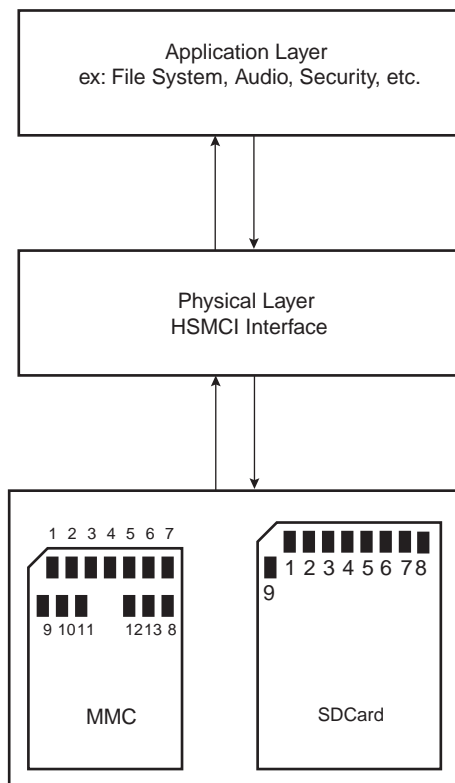 Application Layer
ex: File System, Audio, Security, etc.
Physical Layer
HSMCI Interface
1 2 3 4 5 6 7
9 10 11 12 13 8
MMC
1 2 3 4 5 6 7 8
9
SDCard